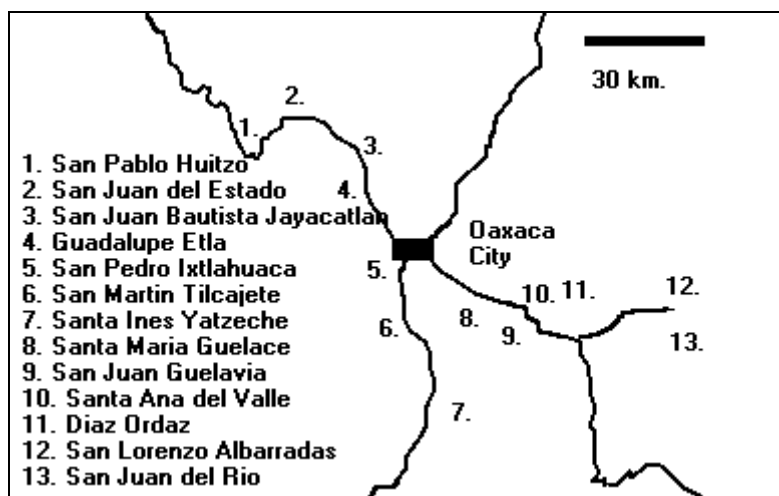 30 km.
2.
1.
3.
1. San Pablo Huitzo
2. San Juan del Estado
4.
3. San Juan Bautista Jayacatlan
Oaxaca
City
4. Guadalupe Etla
5. San Pedro Ixtlahuaca
5.
6. San Martin Tilcajete
10.
11.
12.
7. Santa Ines Yatzeche
8.
6.
9.
13.
8. Santa Maria Guelace
9. San Juan Guelavia
10. Santa Ana del Valle
7.
11. Diaz Ordaz
12. San Lorenzo Albarradas
13. San Juan del Rio